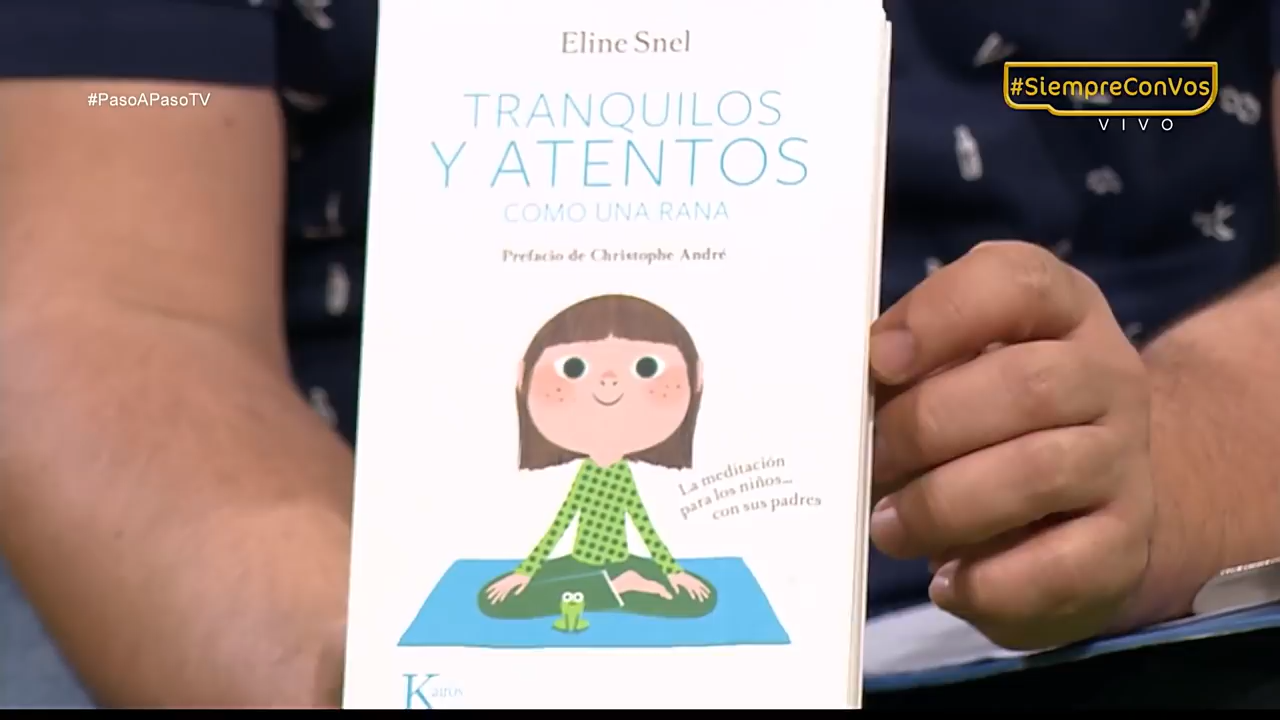 #PasoAPasoTV
#SiempreConVos
VIVO
Eline Snel
TRANQUILOS
Y ATENTOS
COMO UNA RANA
Prefacio de Christophe André
La meditación
para los niños...
con sus padres
Kairós